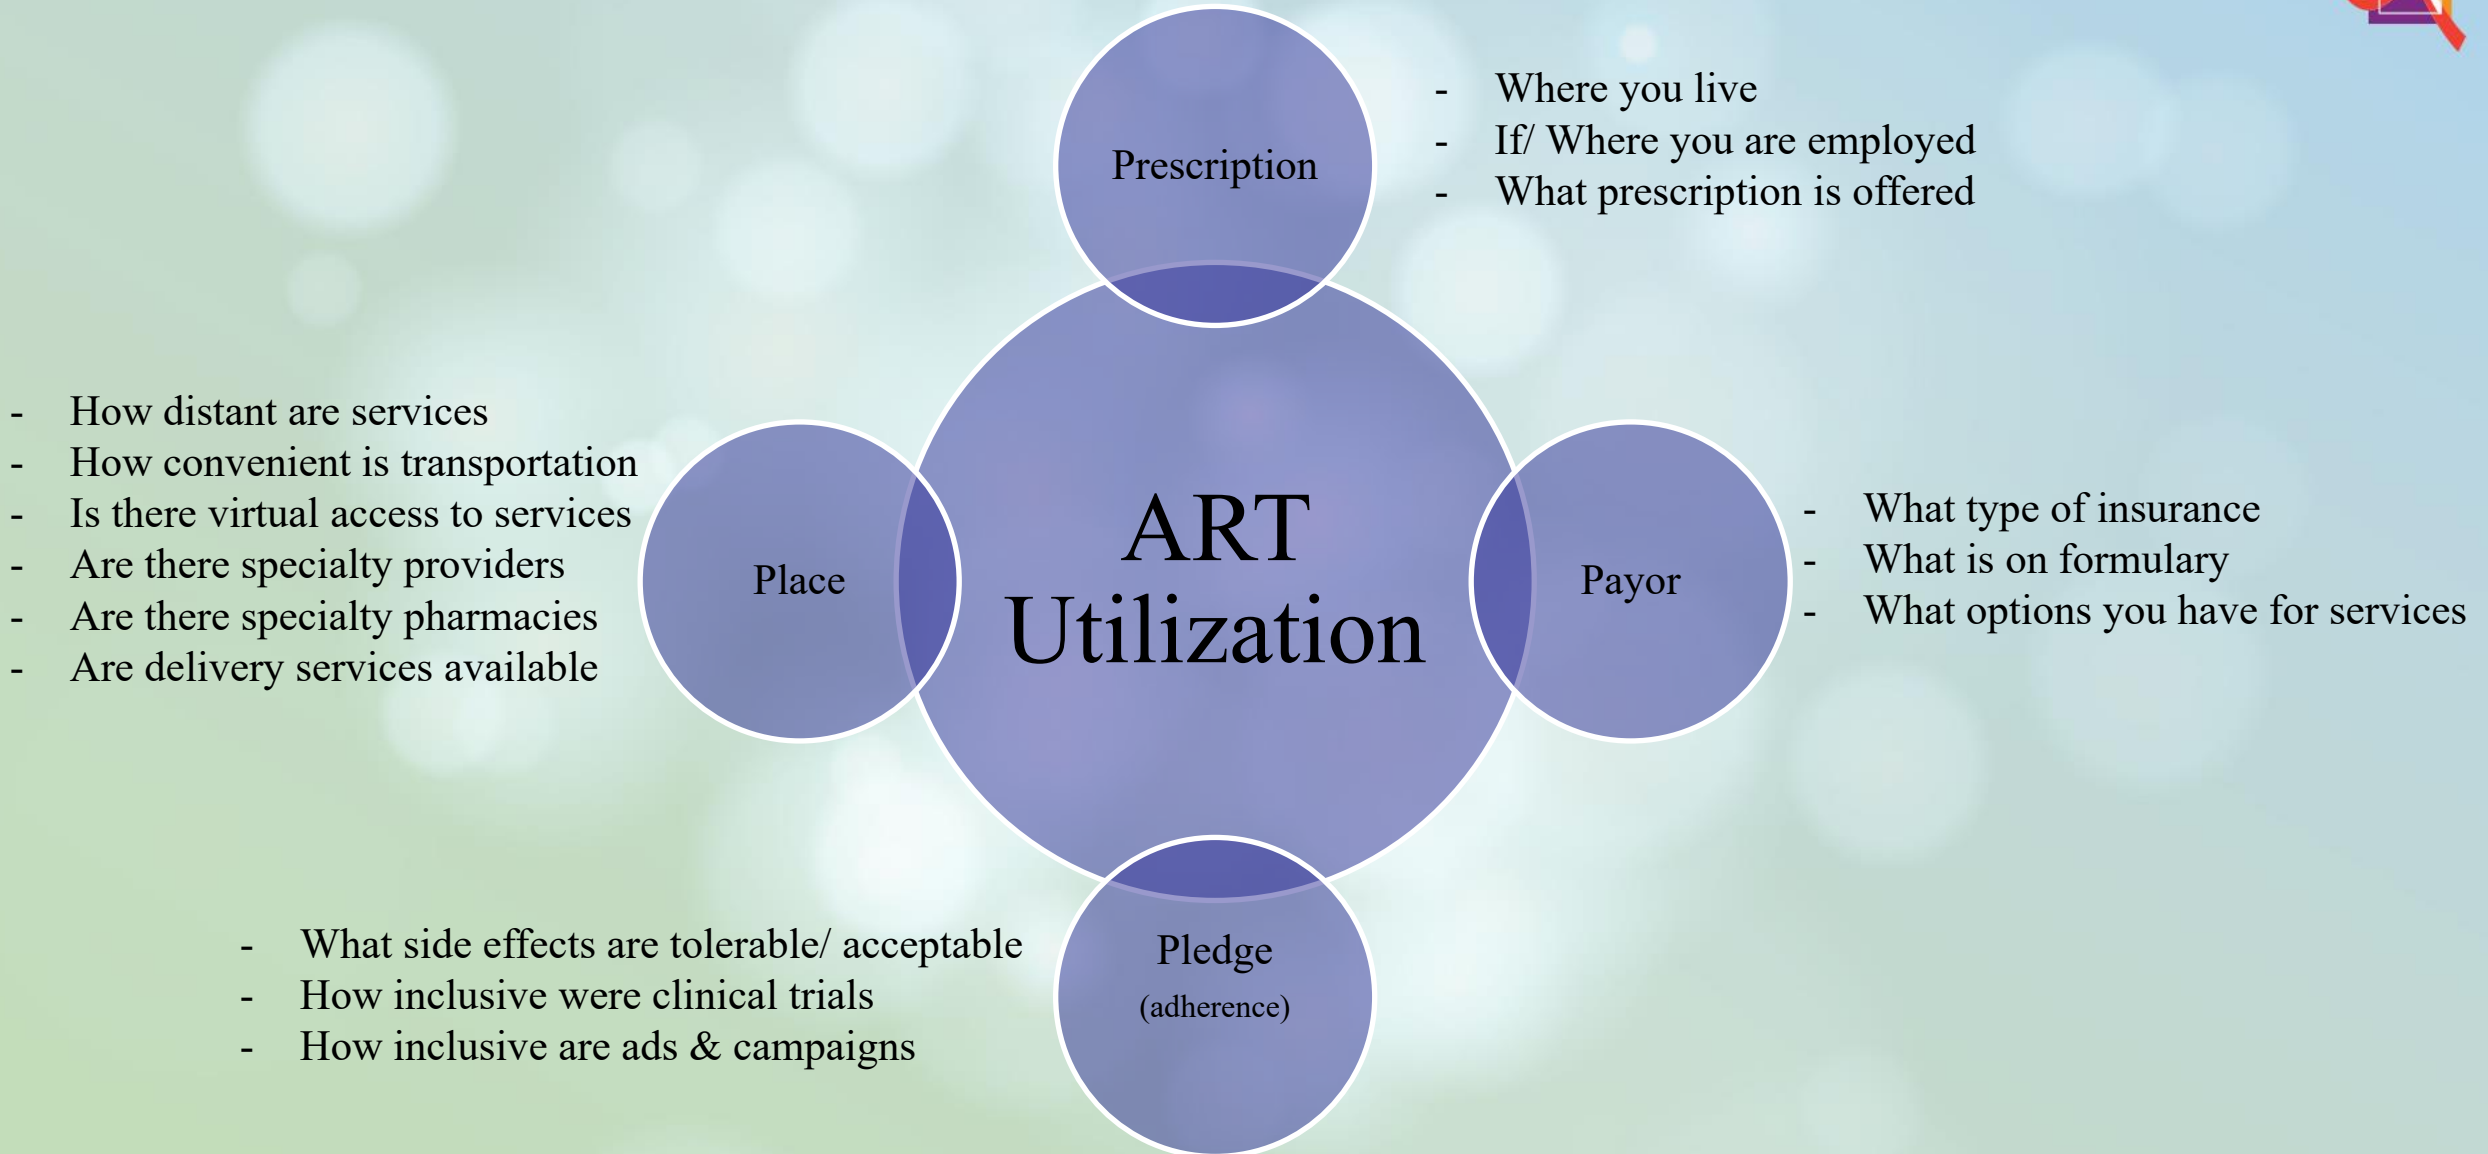 Prescription
- Where you live
- If/ Where you are employed
- What prescription is offered
- How distant are services
- How convenient is transportation
- Is there virtual access to services
- Are there specialty providers
- Are there specialty pharmacies
- Are delivery services available
Place
ART
Utilization
Payor
- What type of insurance
- What is on formulary
- What options you have for services
- What side effects are tolerable/ acceptable
- How inclusive were clinical trials
- How inclusive are ads & campaigns
Pledge
(adherence)